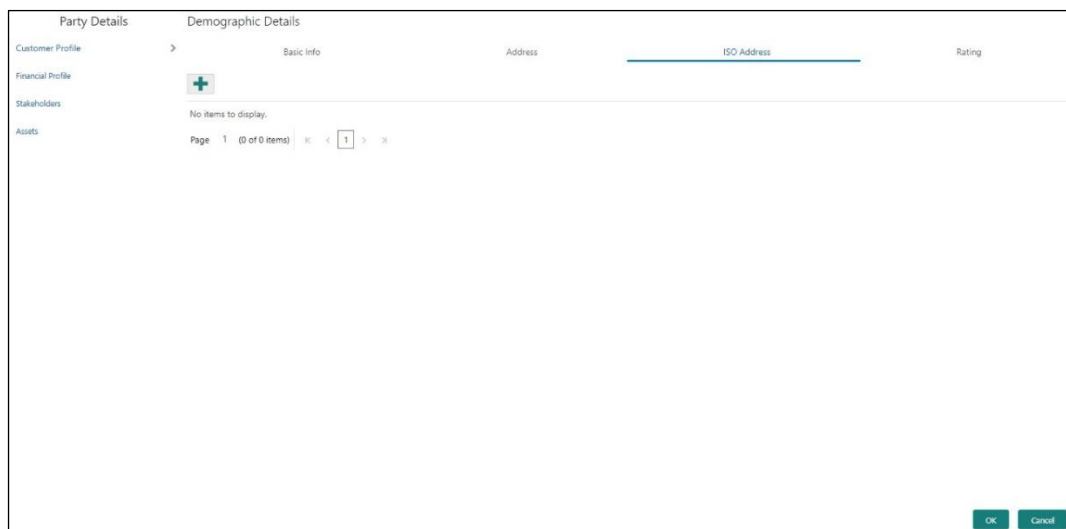 Party Details
Demographic Details
Customer Profile
Financial Profile
Stakeholders
Assets
Basic Info
Address
ISO Address
Rating
No items to display.
Page 1 (0 of 0 items) 1
OK
Cancel